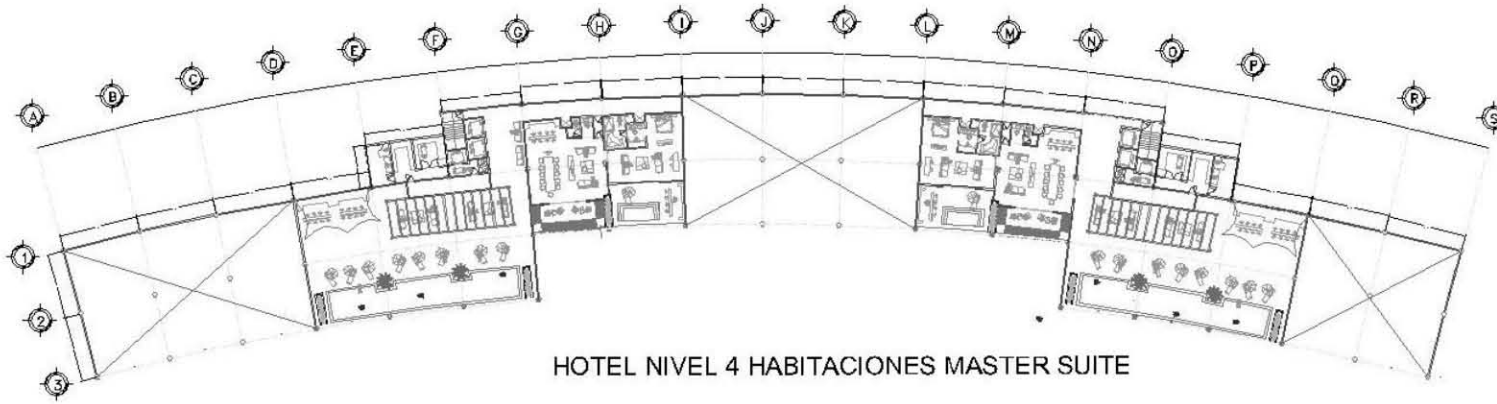 A
B
C
D
E
F
G
H
I
J
K
L
M
N
O
P
Q
R
S
1
2
3
HOTEL NIVEL 4 HABITACIONES MASTER SUITE